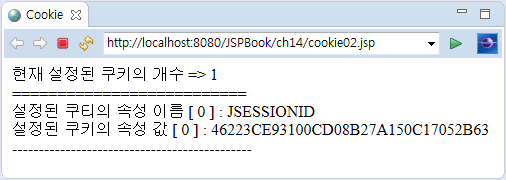 Cookie
http://localhost:8080/JSPBook/ch14/cookie02.jsp
현재 설정된 쿠키의 개수 => 1
==========================
설정된 쿠티의 속성 이름 [ 0 ] : JSESSIONID
설정된 쿠키의 속성 값 [ 0 ] : 46223CE93100CD08B27A150C17052B63
----------------------------------------